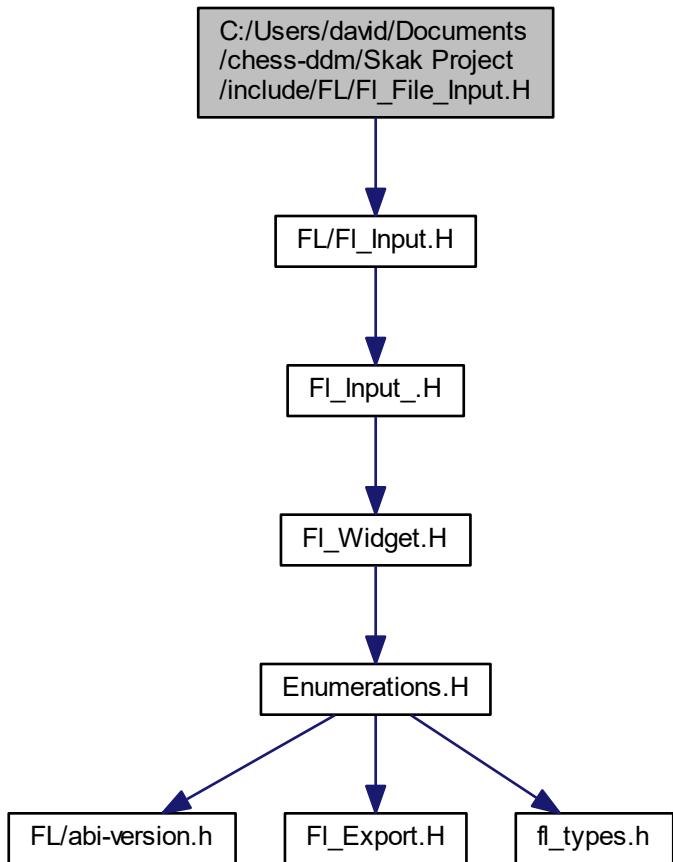 C:/Users/david/Documents
/chess-ddm/Skak Project
/include/FL/Fl_File_Input.H
FL/Fl_Input.H
Fl_Input_.H
Fl_Widget.H
Enumerations.H
FL/abi-version.h
Fl_Export.H
fl_types.h